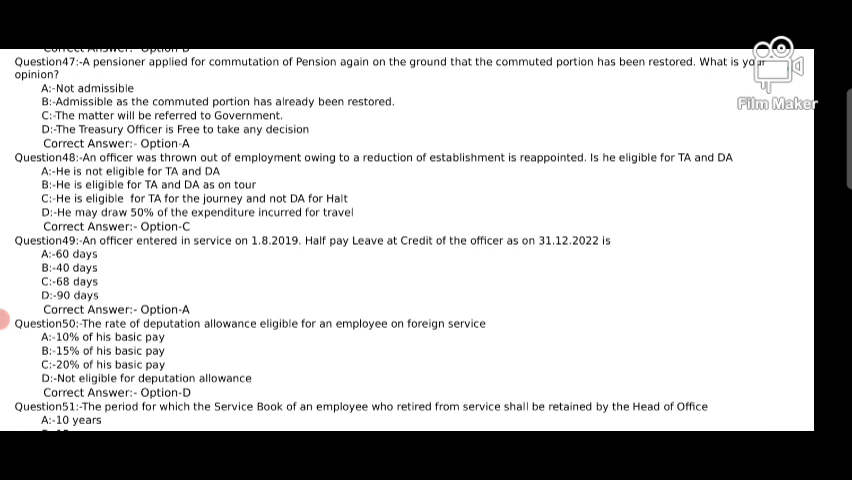 Correct Answer:- Option-D
Question47:-A pensioner applied for commutation of Pension again on the ground that the commuted portion has been restored. What is your
opinion?
A:-Not admissible
B:-Admissible as the commuted portion has already been restored.
C:-The matter will be referred to Government.
D:-The Treasury Officer is Free to take any decision
Correct Answer:- Option-A
Question48:-An officer was thrown out of employment owing to a reduction of establishment is reappointed. Is he eligible for TA and DA
A:-He is not eligible for TA and DA
B:-He is eligible for TA and DA as on tour
C:-He is eligible  for TA for the journey and not DA for Halt
D:-He may draw 50% of the expenditure incurred for travel
Correct Answer:- Option-C
Question49:-An officer entered in service on 1.8.2019. Half pay Leave at Credit of the officer as on 31.12.2022 is
A:-60 days
B:-40 days
C:-68 days
D:-90 days
Correct Answer:- Option-A
Question50:-The rate of deputation allowance eligible for an employee on foreign service
A:-10% of his basic pay
B:-15% of his basic pay
C:-20% of his basic pay
D:-Not eligible for deputation allowance
Correct Answer:- Option-D
Question51:-The period for which the Service Book of an employee who retired from service shall be retained by the Head of Office
A:-10 years
Film Maker